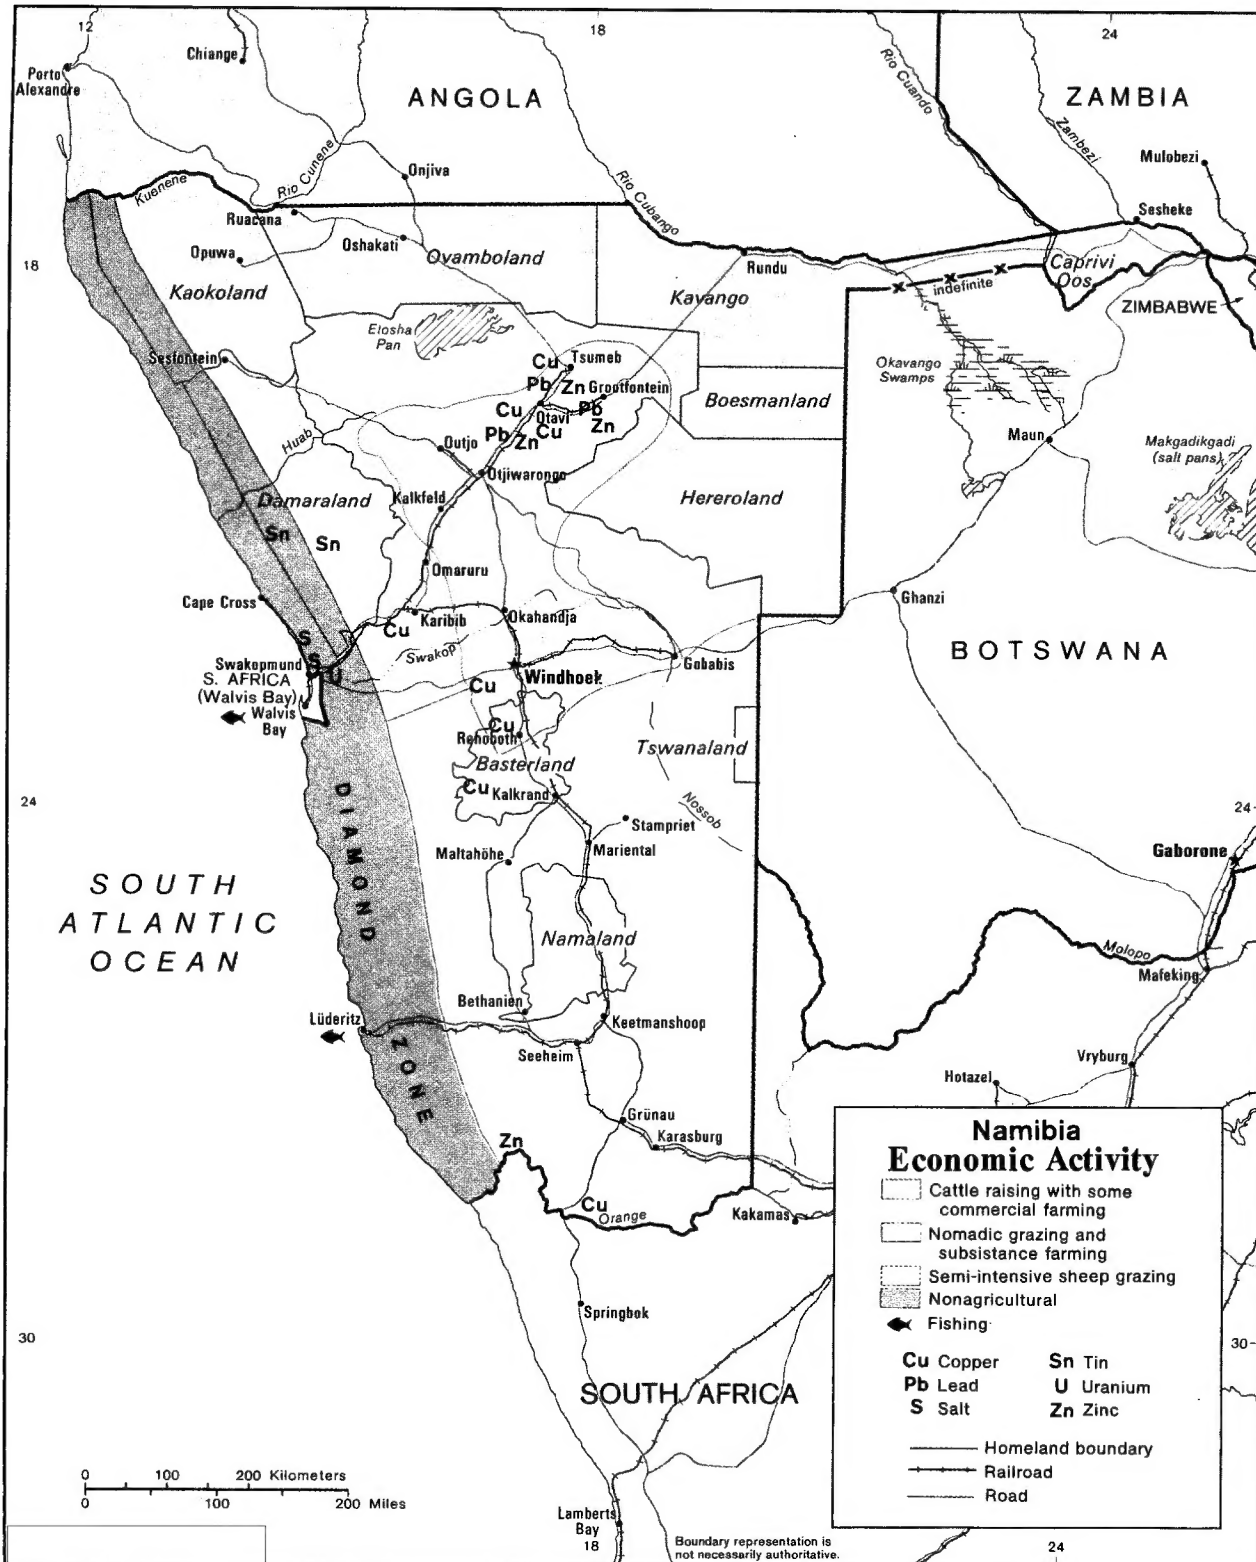 12
18
24
Chiange
Porto
Alexandre
ANGOLA
ZAMBIA
Rio Cuando
Zambezi
Mulobezi
Kuenene
Rio Cunene
Onjiva
Rio Cubango
Sesheke
Ruacana
Oshakati
Ovamboland
Opuwa
18
Kaokoland
Rundu
Kavango
indefinite
Caprivi
Oos
ZIMBABWE
Etosha
Pan
Sesfontein
Cu
Tsumeb
Pb
Zn
Grootfontein
Okavango
Swamps
Cu
Otavi
Pb
Boesmanland
Huab
Pb
Zn
Cu
Zn
Outjo
Maun
Makgadikgadi
(salt pans)
Otjiwarongo
Damaraland
Kalkfeld
Hereroland
Sn
Sn
Omaruru
Cape Cross
Ghanzi
Karibib
Okahandja
Cu
S
Swakop
BOTSWANA
Swakopmund
S
U
Gobabis
S. AFRICA
(Walvis Bay)
Windhoek
Walvis
Bay
Cu
Cu
Rehoboth
Tswanaland
Basterland
Cu
Kalkrand
24
Nossob
24
DIAMOND
Stampriet
Maltahöhe
Mariental
Gaborone
SOUTH
ATLANTIC
OCEAN
Namaland
Molopo
Mafeking
Bethanien
Lüderitz
Keetmanshoop
Seeheim
ZONE
Vryburg
Hotazel
Grünau
Karasburg
Zn
Cu
Orange
Kakamas
Springbok
30
30
SOUTH AFRICA
Namibia
Economic Activity
Cattle raising with some
commercial farming
Nomadic grazing and
subsistance farming
Semi-intensive sheep grazing
Nonagricultural
Fishing
Cu Copper
Sn Tin
Pb Lead
U Uranium
S Salt
Zn Zinc
Homeland boundary
Railroad
Road
0 100 200 Kilometers
0 100 200 Miles
Lamberts
Bay
18
Boundary representation is
not necessarily authoritative.
24